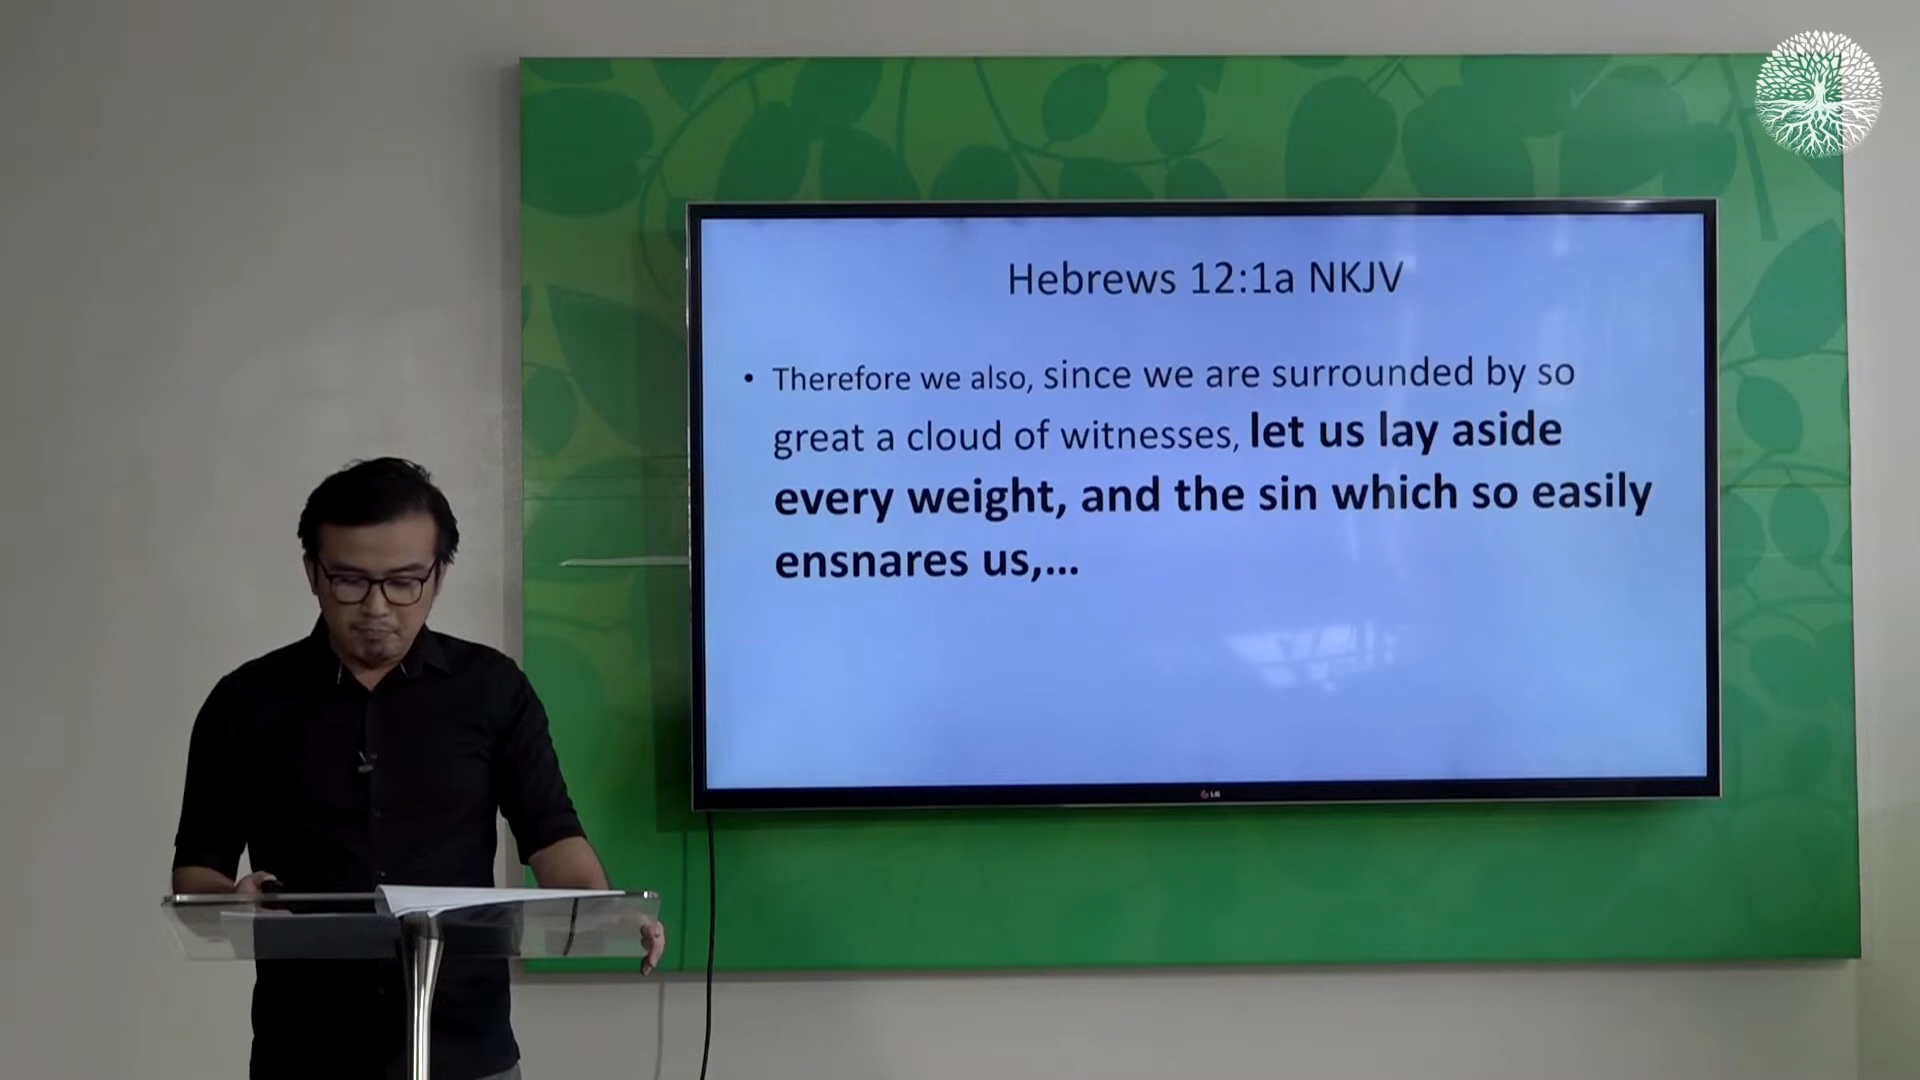 Hebrews 12:1a NKJV
• Therefore we also, since we are surrounded by so
great a cloud of witnesses, let us lay aside
every weight, and the sin which so easily
ensnares us,...
LG